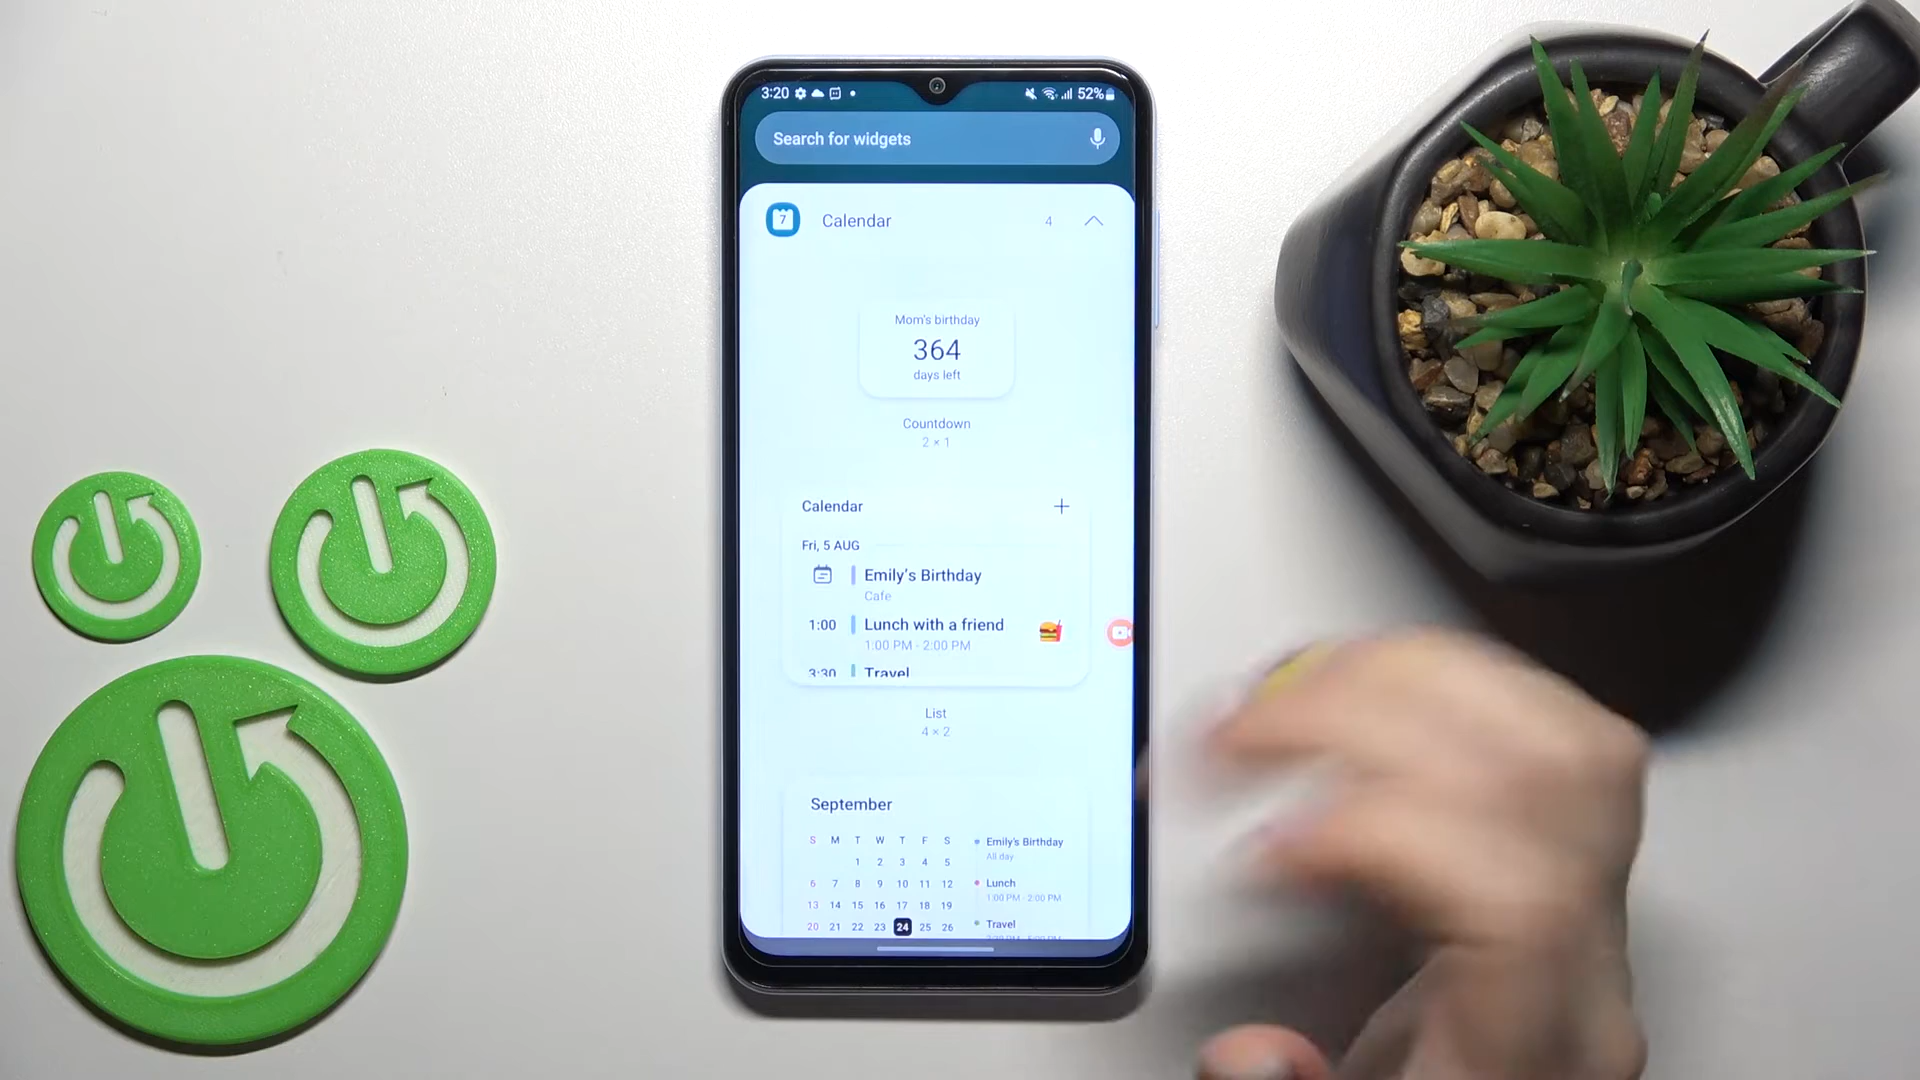 3:20 52%
Search for widgets
7 Calendar 4
Mom's birthday
364
days left
Countdown
2 × 1
Calendar +
Fri, 5 AUG
Emily's Birthday
Cafe
1:00 Lunch with a friend
1:00 PM - 2:00 PM
3:30 Travel
List
4 × 2
September
S M T W T F S
1 2 3 4 5
6 7 8 9 10 11 12
13 14 15 16 17 18 19
20 21 22 23 24 25 26
Emily's Birthday
All day
Lunch
1:00 PM - 2:00 PM
Travel